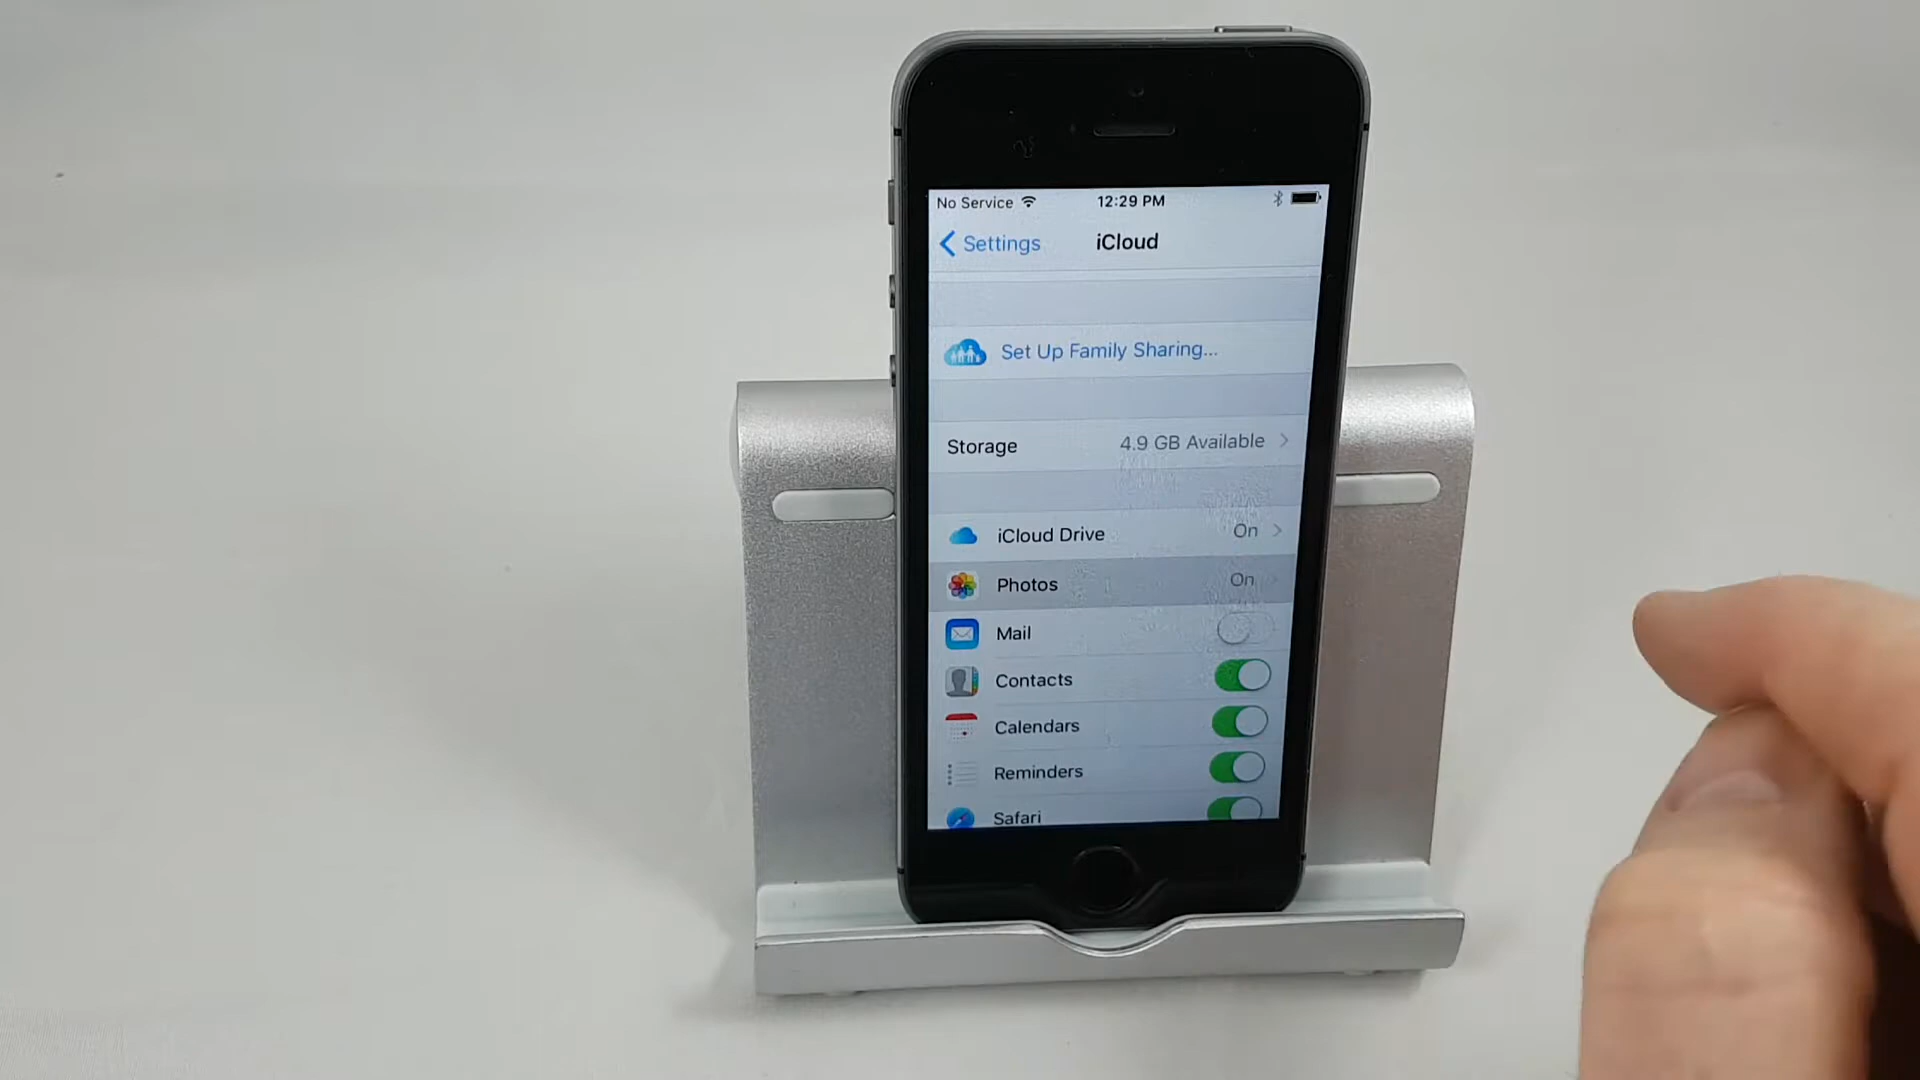 No Service 12:29 PM
Settings iCloud
Set Up Family Sharing...
Storage 4.9 GB Available
iCloud Drive On
Photos On
Mail
Contacts
Calendars
Reminders
Safari